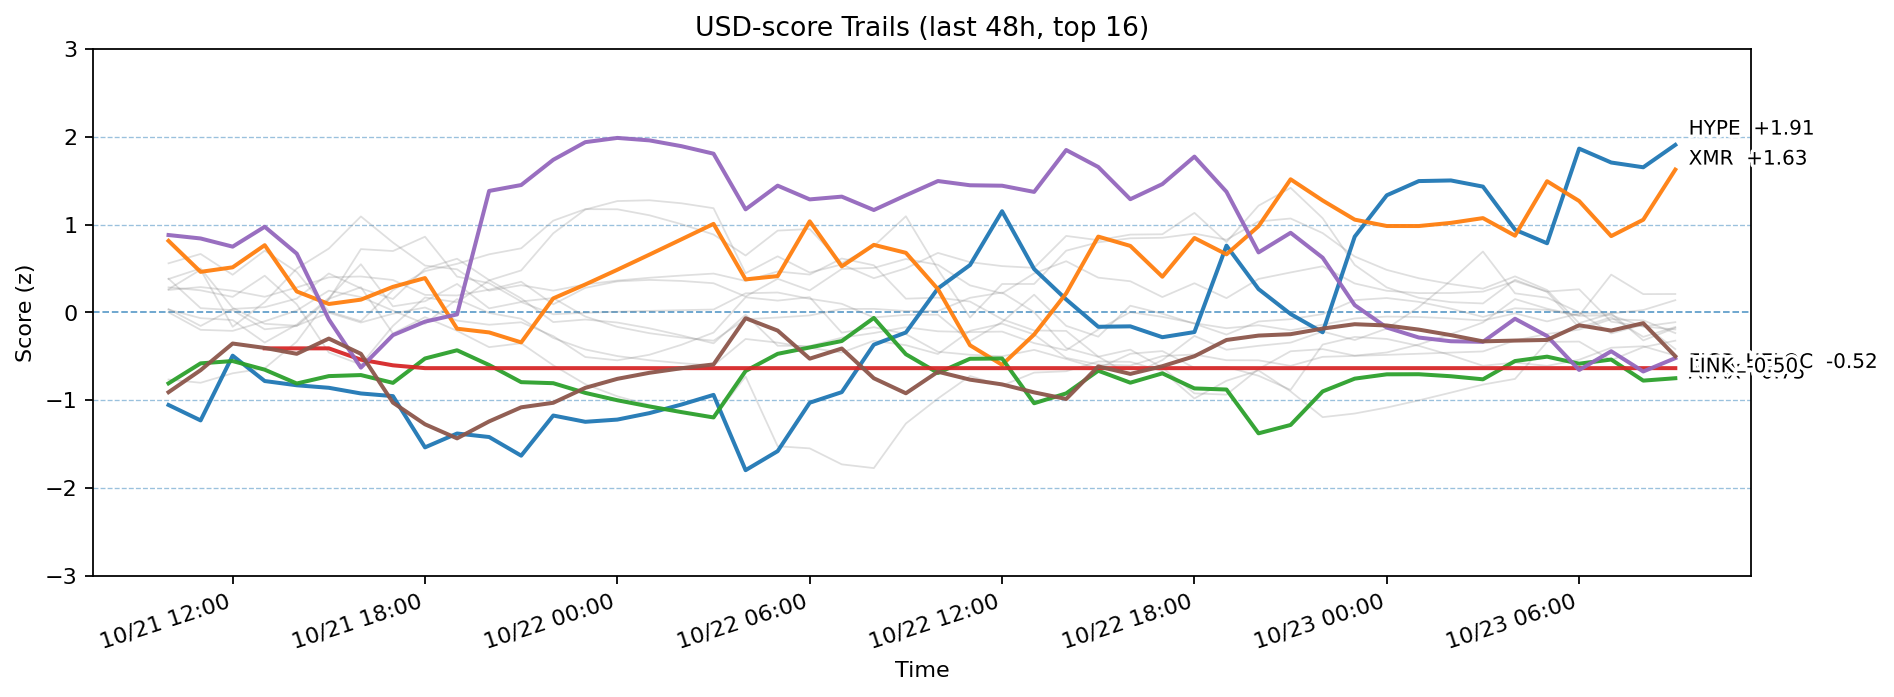 USD-score Trails (last 48h, top 16)
Score (z)
3
2
1
0
−1
−2
−3
HYPE +1.91
XMR +1.63
LINK -0.50
-0.52
10/21 12:00
10/21 18:00
10/22 00:00
10/22 06:00
10/22 12:00
10/22 18:00
10/23 00:00
10/23 06:00
Time